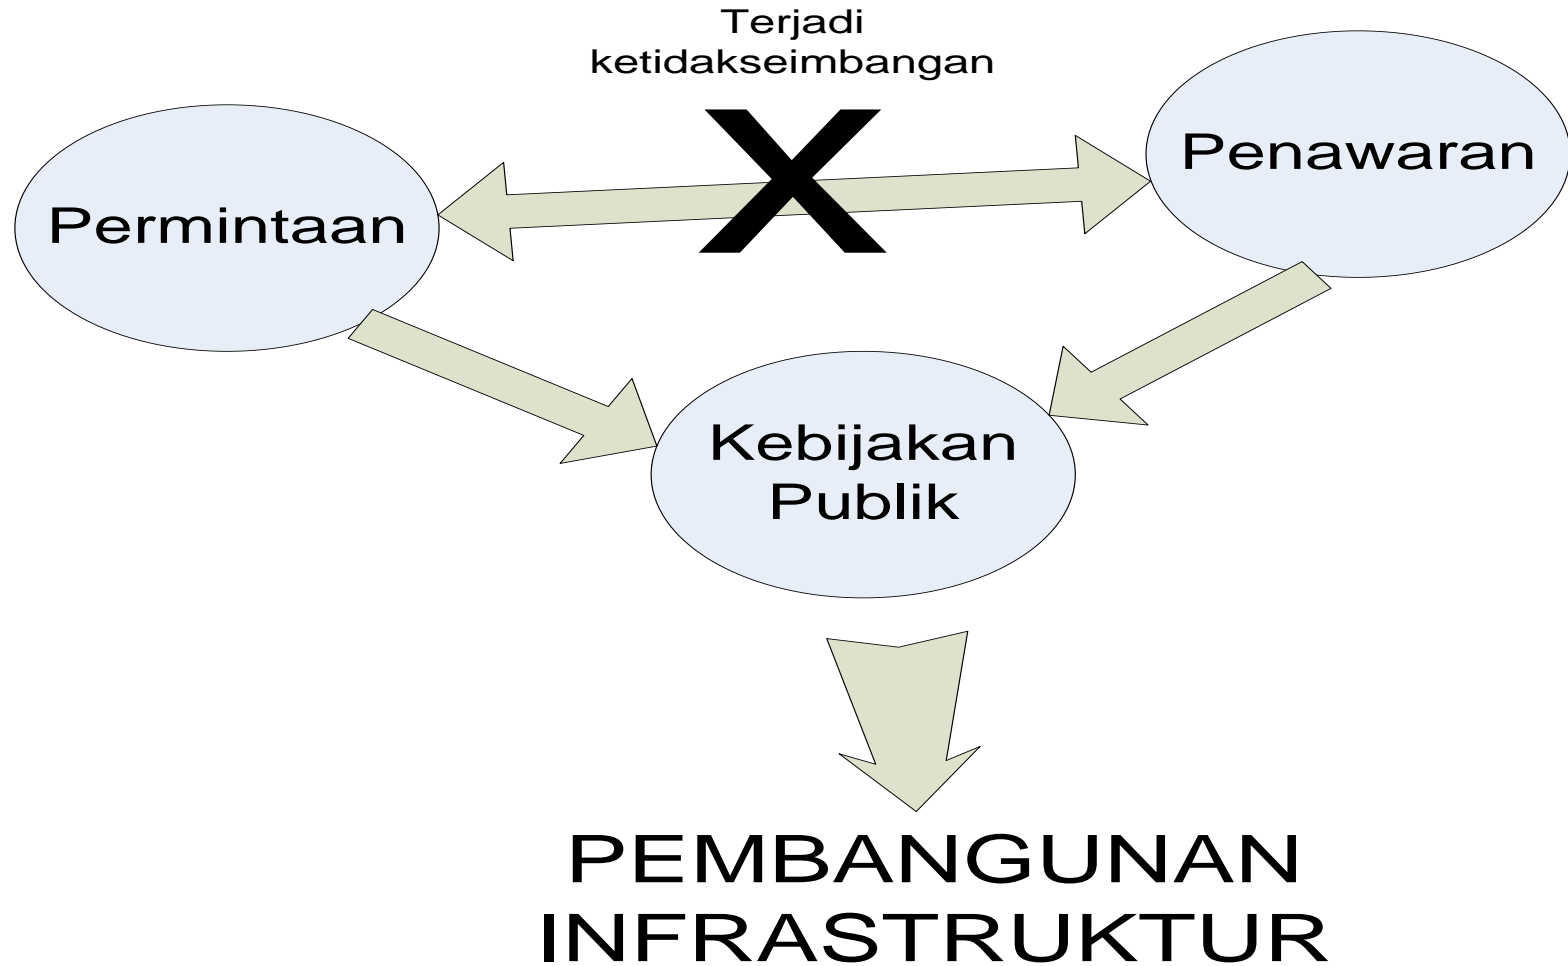 Terjadi
ketidakseimbangan
X
Permintaan
Penawaran
Kebijakan
Publik
PEMBANGUNAN
INFRASTRUKTUR